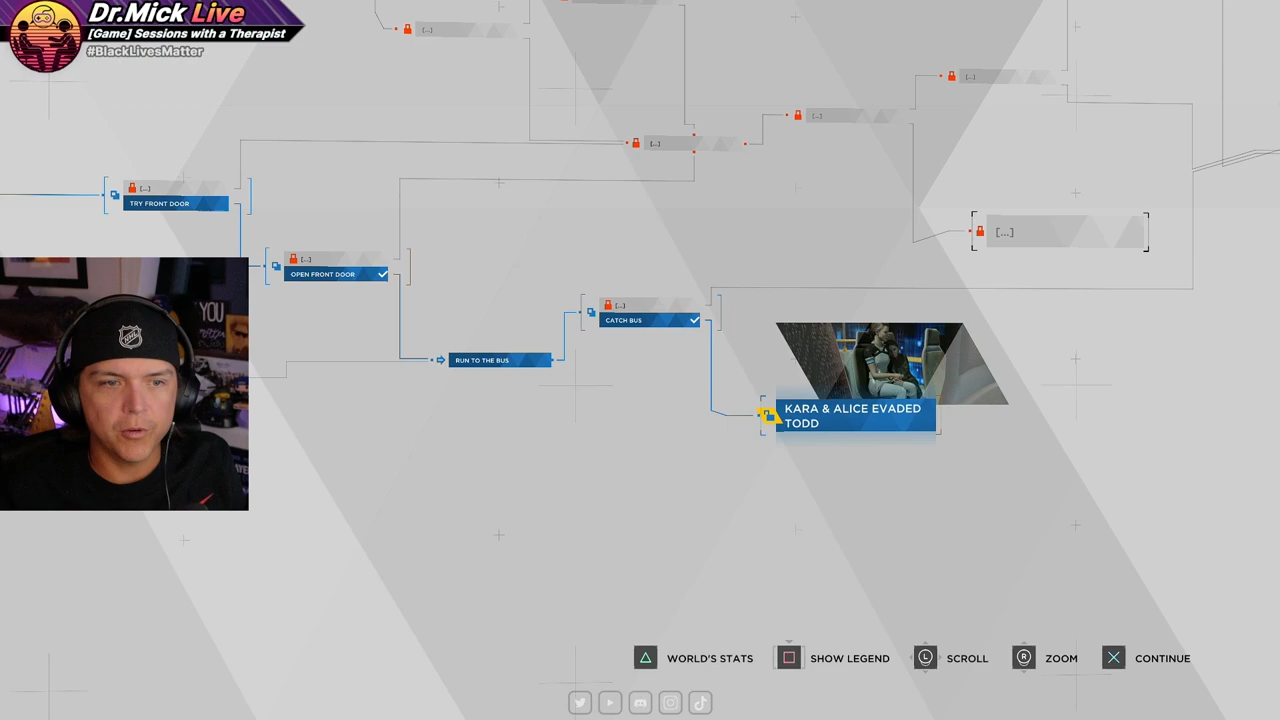 Dr.Mick Live
[Game] Sessions with a Therapist
#BlackLivesMatter
[...]
[...]
[...]
[...]
[...]
TRY FRONT DOOR
[...]
[...]
OPEN FRONT DOOR
[...]
CATCH BUS
RUN TO THE BUS
KARA & ALICE EVADED
TODD
YOU
WORLD'S STATS
SHOW LEGEND
L
SCROLL
R
ZOOM
CONTINUE